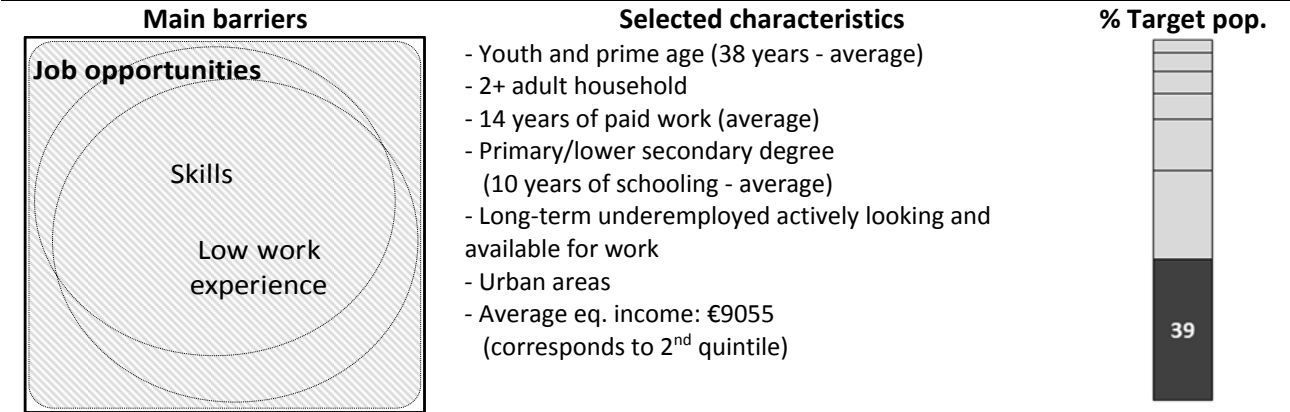 Main barriers
Job opportunities
Skills
Low work
experience
Selected characteristics
- Youth and prime age (38 years - average)
- 2+ adult household
- 14 years of paid work (average)
- Primary/lower secondary degree
(10 years of schooling - average)
- Long-term underemployed actively looking and
available for work
- Urban areas
- Average eq. income: €9055
(corresponds to 2nd quintile)
% Target pop.
39